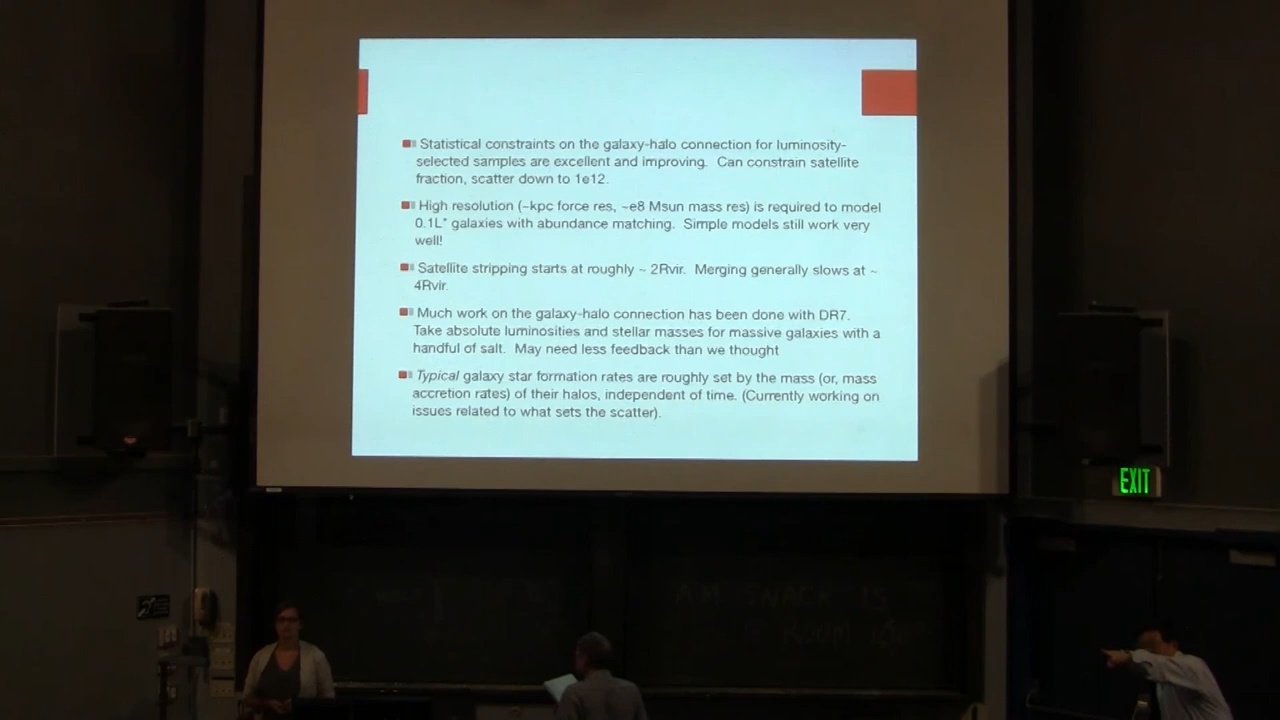 Statistical constraints on the galaxy-halo connection for luminosity-
selected samples are excellent and improving. Can constrain satellite
fraction, scatter down to 1e12.
High resolution (~kpc force res, ~e8 Msun mass res) is required to model
0.1L* galaxies with abundance matching. Simple models still work very
well!
Satellite stripping starts at roughly ~ 2Rvir. Merging generally slows at ~
4Rvir.
Much work on the galaxy-halo connection has been done with DR7.
Take absolute luminosities and stellar masses for massive galaxies with a
handful of salt. May need less feedback than we thought
Typical galaxy star formation rates are roughly set by the mass (or, mass
accretion rates) of their halos, independent of time. (Currently working on
issues related to what sets the scatter).
EXIT
AM SNACK IS
ROOM